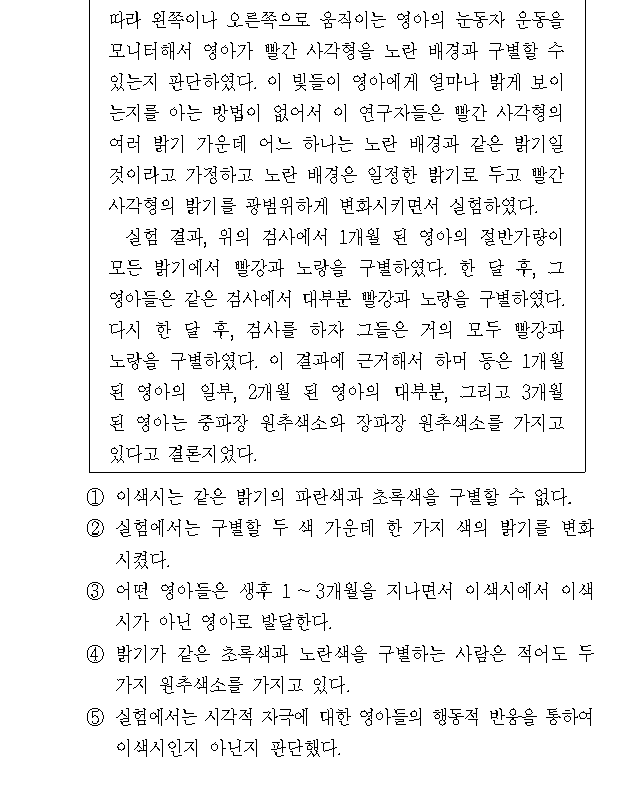 따라 왼쪽이나 오른쪽으로 움직이는 영아의 눈동자 운동을
모니터해서 영아가 빨간 사각형을 노란 배경과 구별할 수
있는지 판단하였다. 이 빛들이 영아에게 얼마나 밝게 보이
는지를 아는 방법이 없어서 이 연구자들은 빨간 사각형의
여러 밝기 가운데 어느 하나는 노란 배경과 같은 밝기일
것이라고 가정하고 노란 배경은 일정한 밝기로 두고 빨간
사각형의 밝기를 광범위하게 변화시키면서 실험하였다.
실험 결과, 위의 검사에서 1개월 된 영아의 절반가량이
모든 밝기에서 빨강과 노랑을 구별하였다. 한 달 후, 그
영아들은 같은 검사에서 대부분 빨강과 노랑을 구별하였다.
다시 한 달 후, 검사를 하자 그들은 거의 모두 빨강과
노랑을 구별하였다. 이 결과에 근거해서 하머 등은 1개월
된 영아의 일부, 2개월 된 영아의 대부분, 그리고 3개월
된 영아는 중파장 원추색소와 장파장 원추색소를 가지고
있다고 결론지었다.
① 이색시는 같은 밝기의 파란색과 초록색을 구별할 수 없다.
② 실험에서는 구별할 두 색 가운데 한 가지 색의 밝기를 변화
시켰다.
③ 어떤 영아들은 생후 1 ~ 3개월을 지나면서 이색시에서 이색
시가 아닌 영아로 발달한다.
④ 밝기가 같은 초록색과 노란색을 구별하는 사람은 적어도 두
가지 원추색소를 가지고 있다.
⑤ 실험에서는 시각적 자극에 대한 영아들의 행동적 반응을 통하여
이색시인지 아닌지 판단했다.